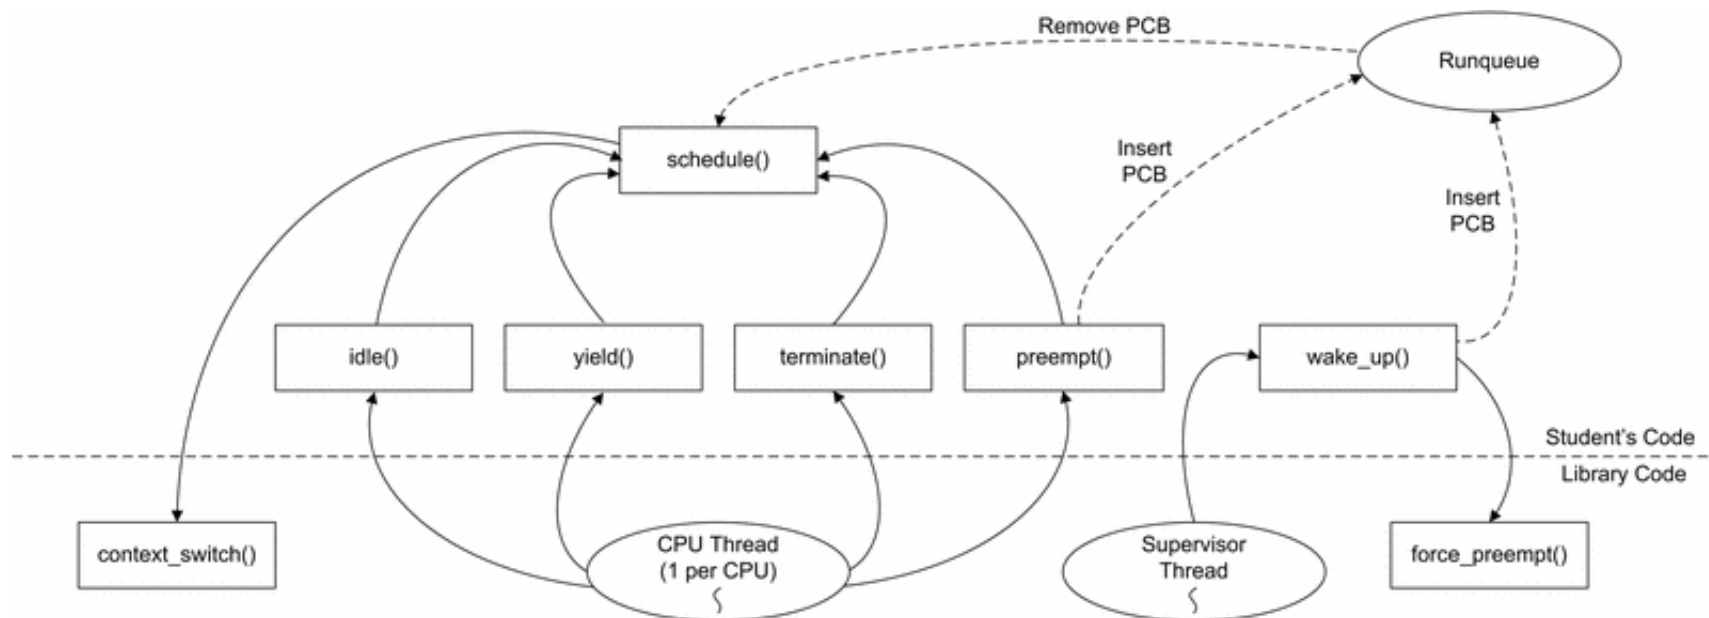 Remove PCB
Runqueue
schedule()
Insert
PCB
Insert
PCB
idle()
yield()
terminate()
preempt()
wake_up()
Student's Code
Library Code
context_switch()
CPU Thread
(1 per CPU)
Supervisor
Thread
force_preempt()